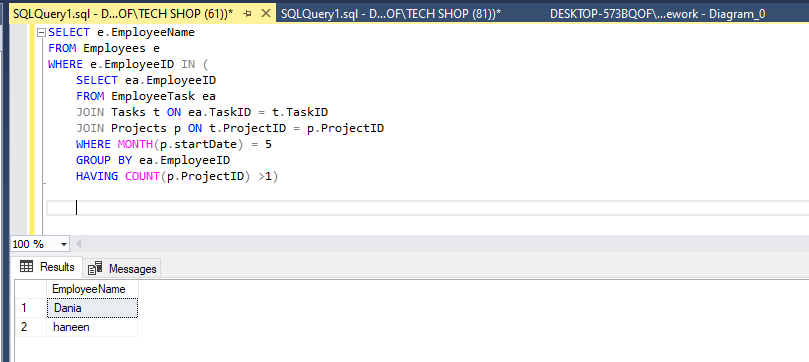 SQLQuery1.sql - D...OF\TECH SHOP (61))* SQLQuery1.sql - D...OF\TECH SHOP (81))* DESKTOP-573BQOF\...ework - Diagram_0
SELECT e.EmployeeName
FROM Employees e
WHERE e.EmployeeID IN (
SELECT ea.EmployeeID
FROM EmployeeTask ea
JOIN Tasks t ON ea.TaskID = t.TaskID
JOIN Projects p ON t.ProjectID = p.ProjectID
WHERE MONTH(p.startDate) = 5
GROUP BY ea.EmployeeID
HAVING COUNT(p.ProjectID) >1)
100 %
Results Messages
EmployeeName
1 Dania
2 haneen